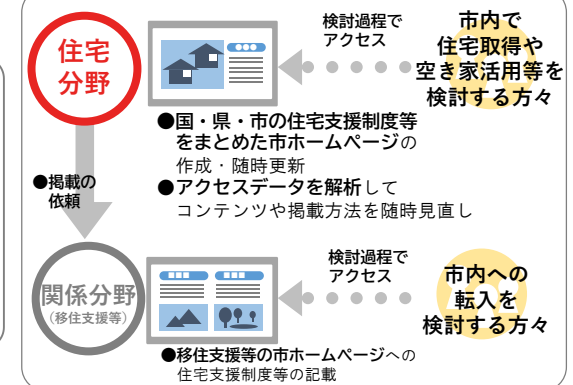 住宅
分野
検討過程で
アクセス
市内で
住宅取得や
空き家活用等を
検討する方々
●国・県・市の住宅支援制度等
をまとめた市ホームページの
作成・随時更新
●アクセスデータを解析して
コンテンツや掲載方法を随時見直し
●掲載の
依頼
関係分野
(移住支援等)
検討過程で
アクセス
市内への
転入を
検討する方々
●移住支援等の市ホームページへの
住宅支援制度等の記載